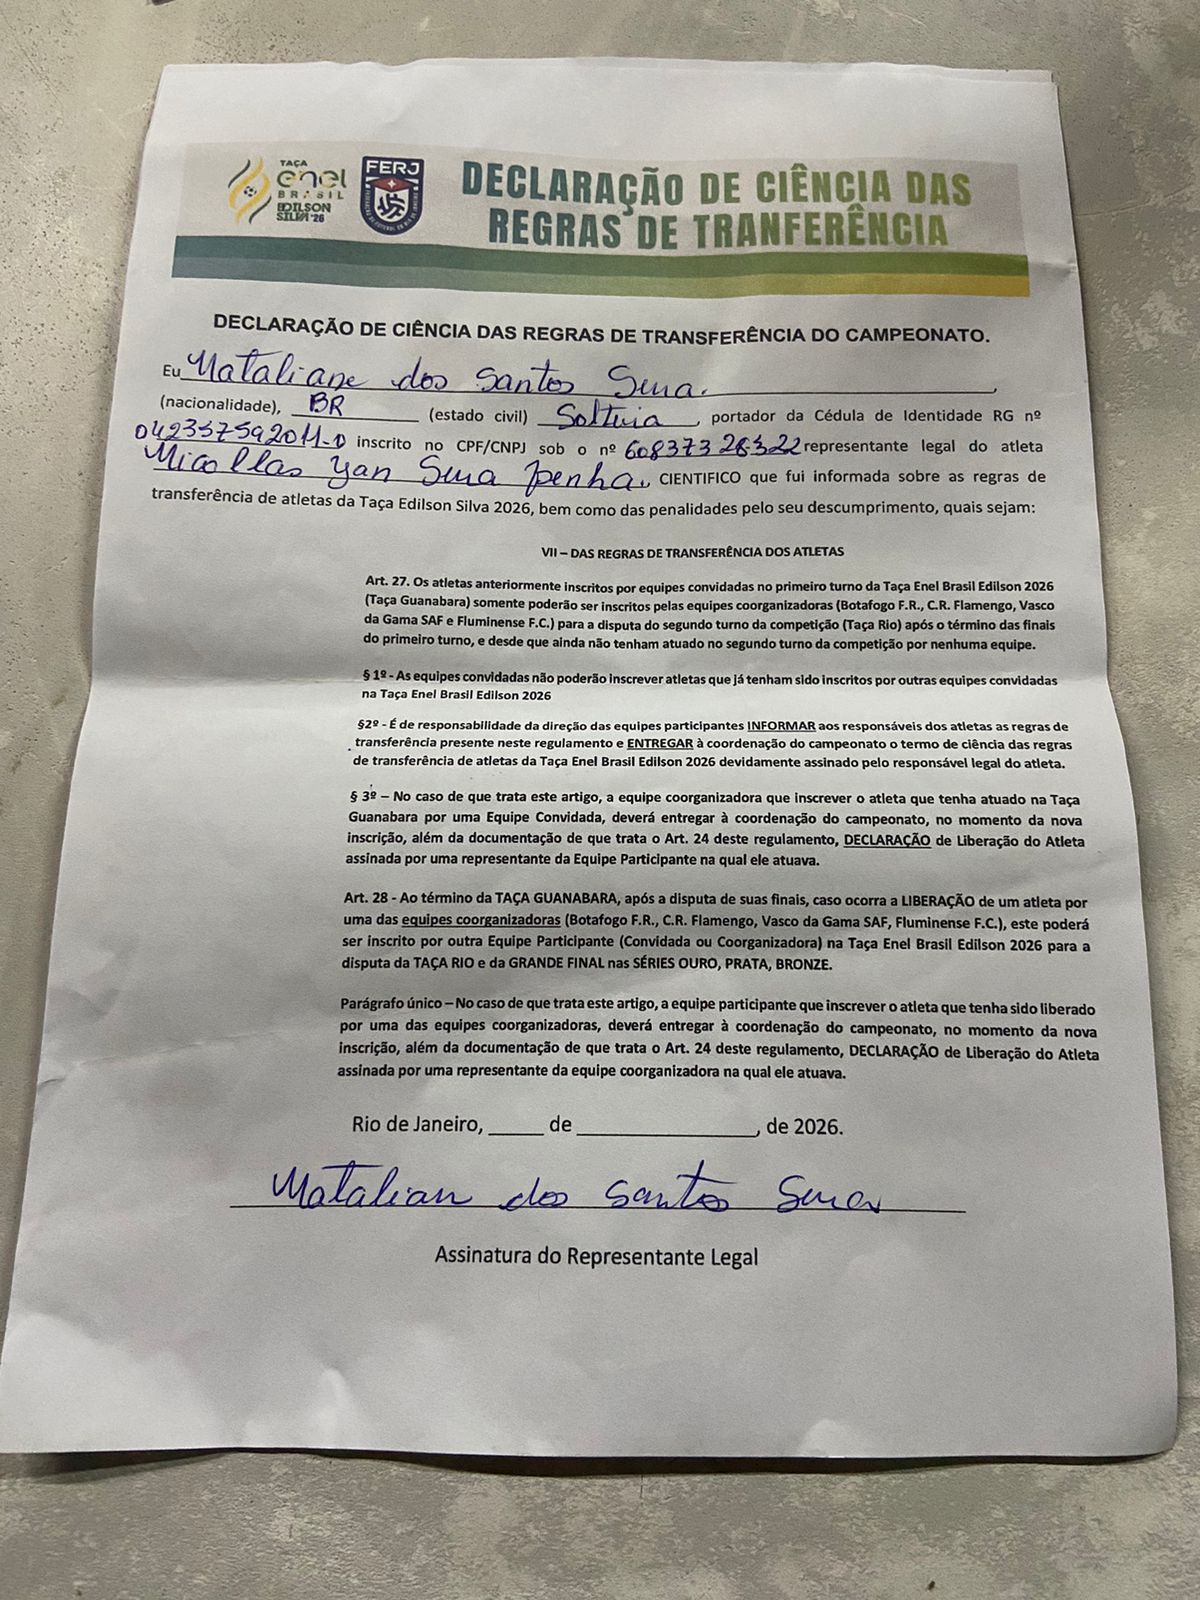 TAÇA
enel
BRASIL
EDILSON
SILVA '26
FERJ
DECLARAÇÃO DE CIÊNCIA DAS
REGRAS DE TRANFERÊNCIA
DECLARAÇÃO DE CIÊNCIA DAS REGRAS DE TRANSFERÊNCIA DO CAMPEONATO.
Eu Nataliane dos Santos Sena.
(nacionalidade), BR (estado civil) Solteira, portador da Cédula de Identidade RG nº
042357592011-0 inscrito no CPF/CNPJ sob o nº 60837326322 representante legal do atleta
Nicollas Yan Sena Penha., CIENTIFICO que fui informada sobre as regras de
transferência de atletas da Taça Edilson Silva 2026, bem como das penalidades pelo seu descumprimento, quais sejam:
VII – DAS REGRAS DE TRANSFERÊNCIA DOS ATLETAS
Art. 27. Os atletas anteriormente inscritos por equipes convidadas no primeiro turno da Taça Enel Brasil Edilson 2026
(Taça Guanabara) somente poderão ser inscritos pelas equipes coorganizadoras (Botafogo F.R., C.R. Flamengo, Vasco
da Gama SAF e Fluminense F.C.) para a disputa do segundo turno da competição (Taça Rio) após o término das finais
do primeiro turno, e desde que ainda não tenham atuado no segundo turno da competição por nenhuma equipe.
§ 1º - As equipes convidadas não poderão inscrever atletas que já tenham sido inscritos por outras equipes convidadas
na Taça Enel Brasil Edilson 2026
§2º - É de responsabilidade da direção das equipes participantes INFORMAR aos responsáveis dos atletas as regras de
transferência presente neste regulamento e ENTREGAR à coordenação do campeonato o termo de ciência das regras
de transferência de atletas da Taça Enel Brasil Edilson 2026 devidamente assinado pelo responsável legal do atleta.
§ 3º – No caso de que trata este artigo, a equipe coorganizadora que inscrever o atleta que tenha atuado na Taça
Guanabara por uma Equipe Convidada, deverá entregar à coordenação do campeonato, no momento da nova
inscrição, além da documentação de que trata o Art. 24 deste regulamento, DECLARAÇÃO de Liberação do Atleta
assinada por uma representante da Equipe Participante na qual ele atuava.
Art. 28 - Ao término da TAÇA GUANABARA, após a disputa de suas finais, caso ocorra a LIBERAÇÃO de um atleta por
uma das equipes coorganizadoras (Botafogo F.R., C.R. Flamengo, Vasco da Gama SAF, Fluminense F.C.), este poderá
ser inscrito por outra Equipe Participante (Convidada ou Coorganizadora) na Taça Enel Brasil Edilson 2026 para a
disputa da TAÇA RIO e da GRANDE FINAL nas SÉRIES OURO, PRATA, BRONZE.
Parágrafo único – No caso de que trata este artigo, a equipe participante que inscrever o atleta que tenha sido liberado
por uma das equipes coorganizadoras, deverá entregar à coordenação do campeonato, no momento da nova
inscrição, além da documentação de que trata o Art. 24 deste regulamento, DECLARAÇÃO de Liberação do Atleta
assinada por uma representante da equipe coorganizadora na qual ele atuava.
Rio de Janeiro, _____ de _________________, de 2026.
Natalian dos Santos Sena
Assinatura do Representante Legal